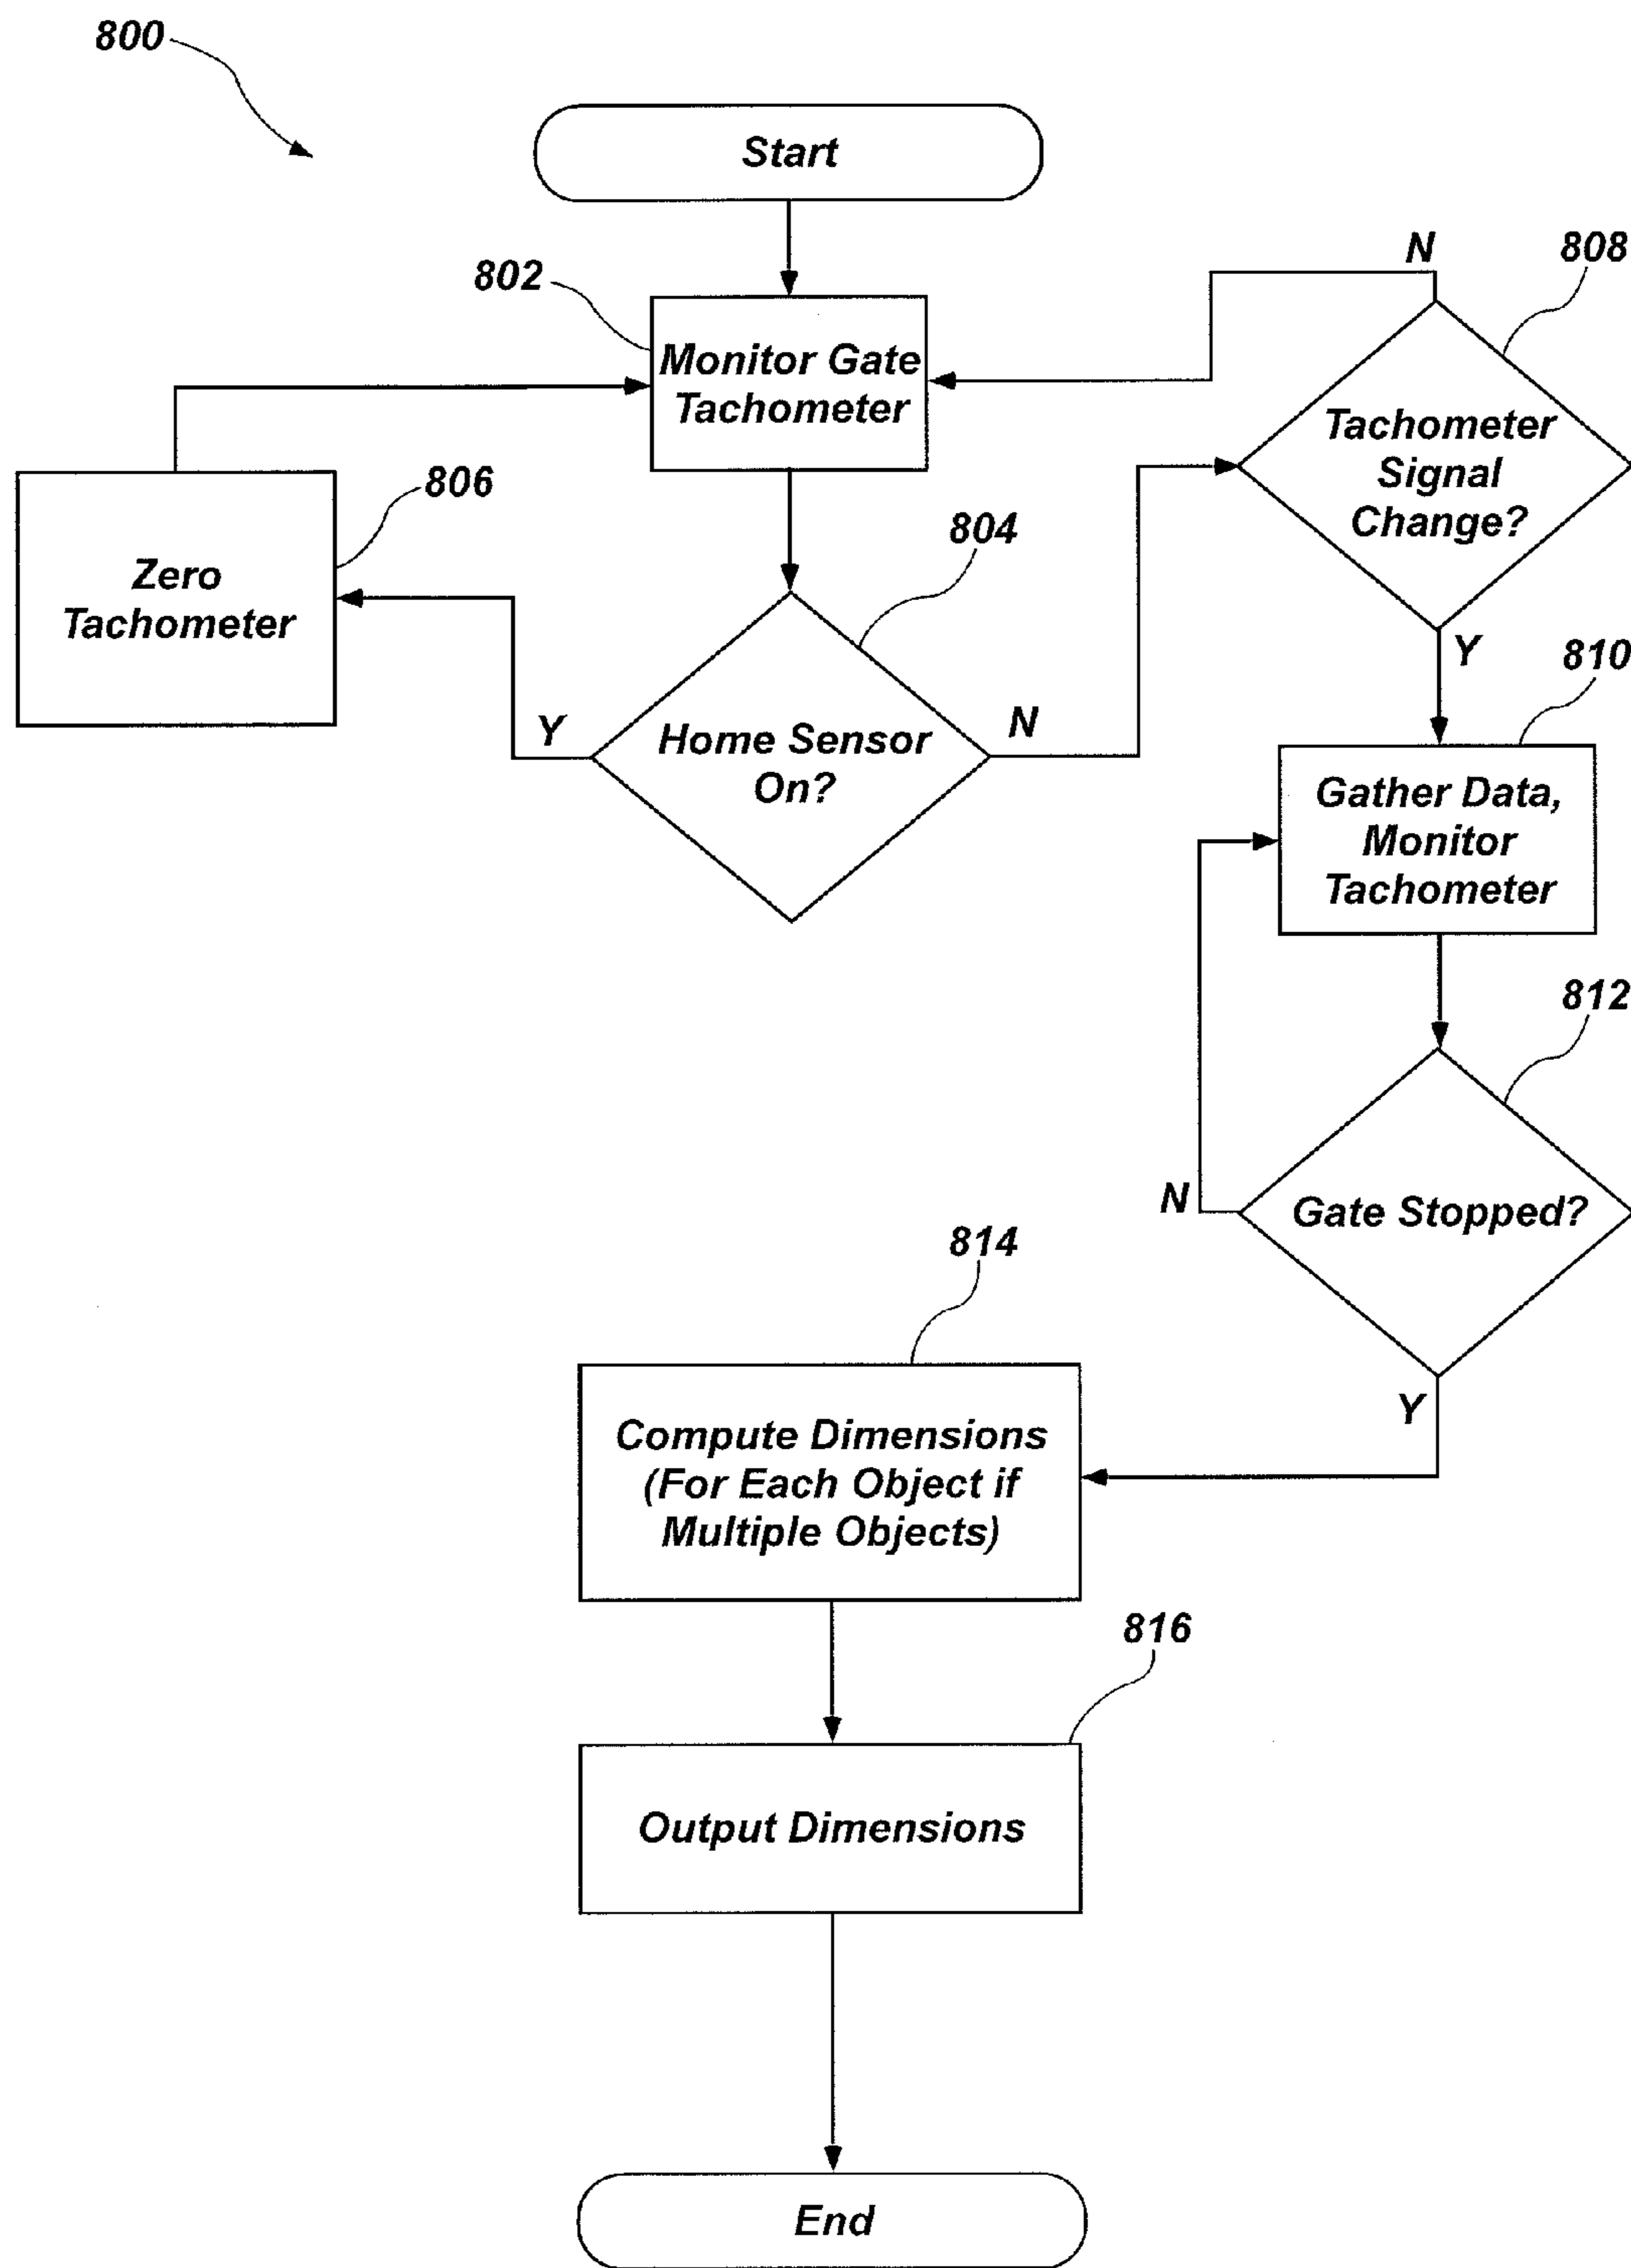 800
Start
802
Monitor Gate
Tachometer
N
808
Tachometer
Signal
Change?
806
Zero
Tachometer
804
Home Sensor
On?
Y
N
Y
810
Gather Data,
Monitor
Tachometer
812
Gate Stopped?
N
Y
814
Compute Dimensions
(For Each Object if
Multiple Objects)
816
Output Dimensions
End